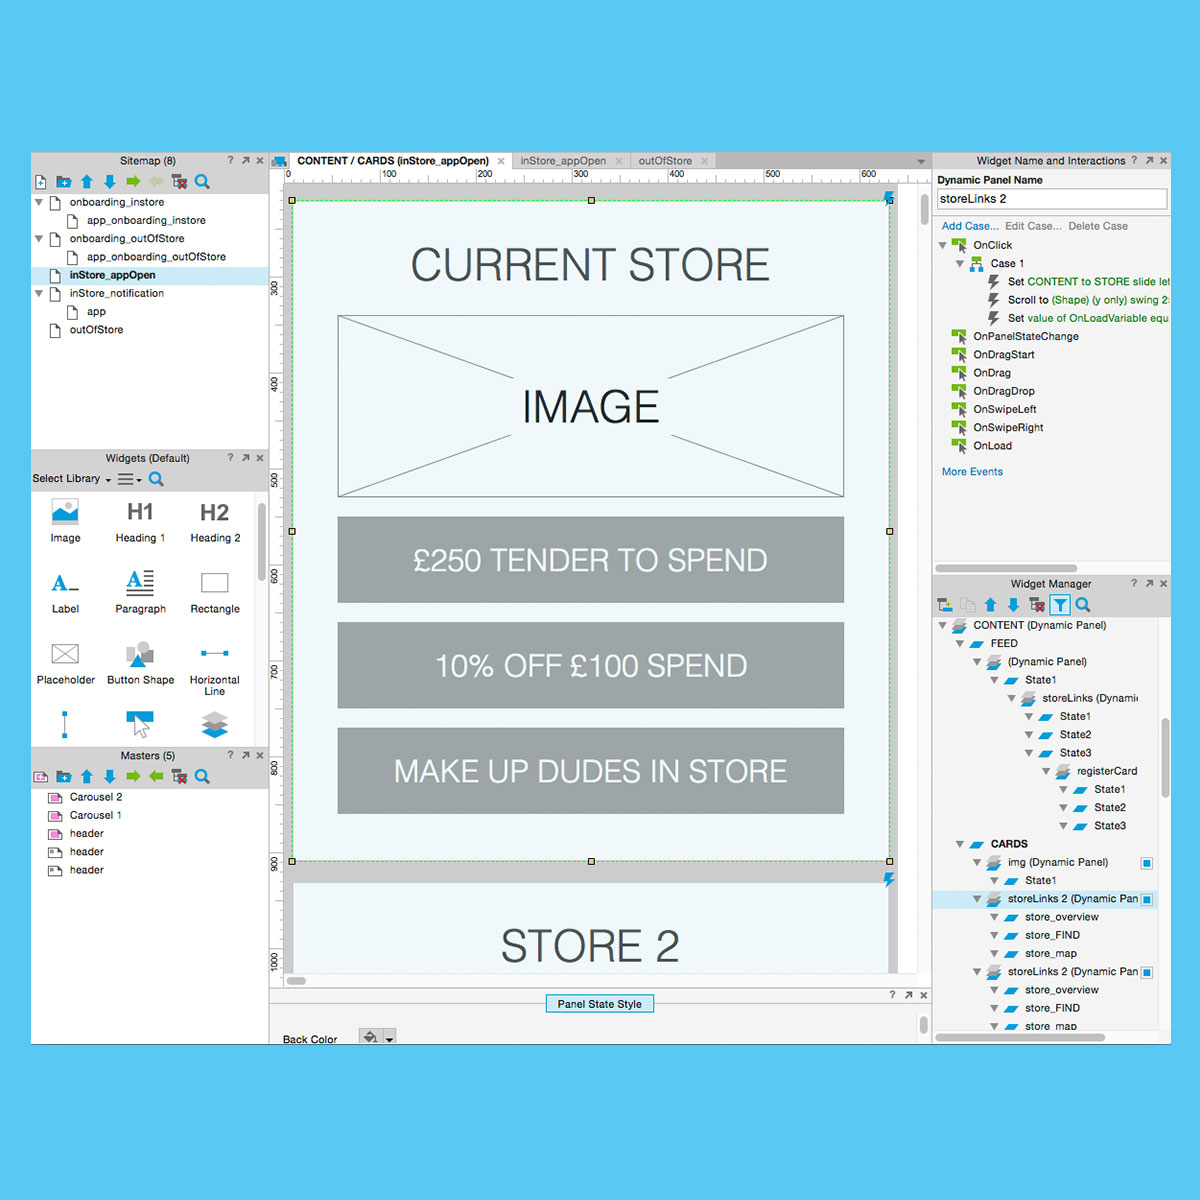 Sitemap (8)
onboarding_instore
app_onboarding_instore
onboarding_outOfStore
app_onboarding_outOfStore
inStore_appOpen
inStore_notification
app
outOfStore
Widgets (Default)
Select Library
H1
H2
Image
Heading 1
Heading 2
A
A
Label
Paragraph
Rectangle
Placeholder
Button Shape
Horizontal
Line
Masters (5)
Carousel 2
Carousel 1
header
header
header
CONTENT / CARDS (inStore_appOpen)
inStore_appOpen
outOfStore
0 100 200 300 400 500 600
300
400
500
600
700
800
900
1000
CURRENT STORE
IMAGE
£250 TENDER TO SPEND
10% OFF £100 SPEND
MAKE UP DUDES IN STORE
STORE 2
Panel State Style
Back Color
Widget Name and Interactions
Dynamic Panel Name
storeLinks 2
Add Case... Edit Case... Delete Case
OnClick
Case 1
Set CONTENT to STORE slide lef
Scroll to (Shape) (y only) swing 2
Set value of OnLoadVariable equ
OnPanelStateChange
OnDragStart
OnDrag
OnDragDrop
OnSwipeLeft
OnSwipeRight
OnLoad
More Events
Widget Manager
CONTENT (Dynamic Panel)
FEED
(Dynamic Panel)
State1
storeLinks (Dynami
State1
State2
State3
registerCard
State1
State2
State3
CARDS
img (Dynamic Panel)
State1
storeLinks 2 (Dynamic Pan
store_overview
store_FIND
store_map
storeLinks 2 (Dynamic Pan
store_overview
store_FIND
store_map